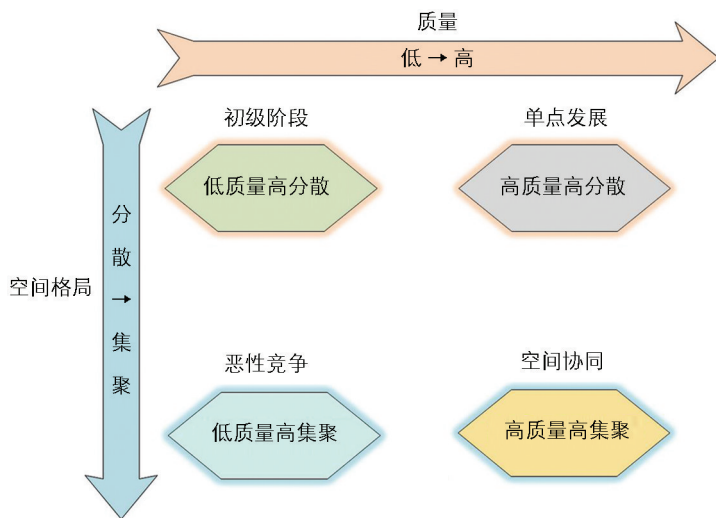 质量
低 → 高
初级阶段
单点发展
低质量高分散
高质量高分散
空间格局
分散 → 集聚
恶性竞争
空间协同
低质量高集聚
高质量高集聚